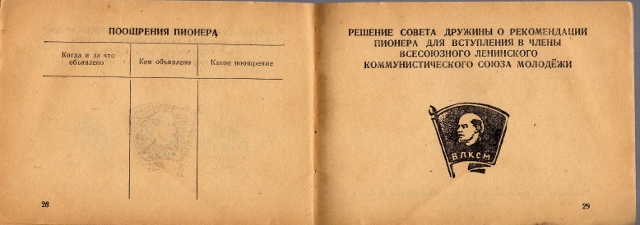 ПООЩРЕНИЯ ПИОНЕРА
Когда и за что
объявлено
Кем объявлено
Какое поощрение
28
РЕШЕНИЕ СОВЕТА ДРУЖИНЫ О РЕКОМЕНДАЦИИ
ПИОНЕРА ДЛЯ ВСТУПЛЕНИЯ В ЧЛЕНЫ
ВСЕСОЮЗНОГО ЛЕНИНСКОГО
КОММУНИСТИЧЕСКОГО СОЮЗА МОЛОДЁЖИ
ВЛКСМ
29